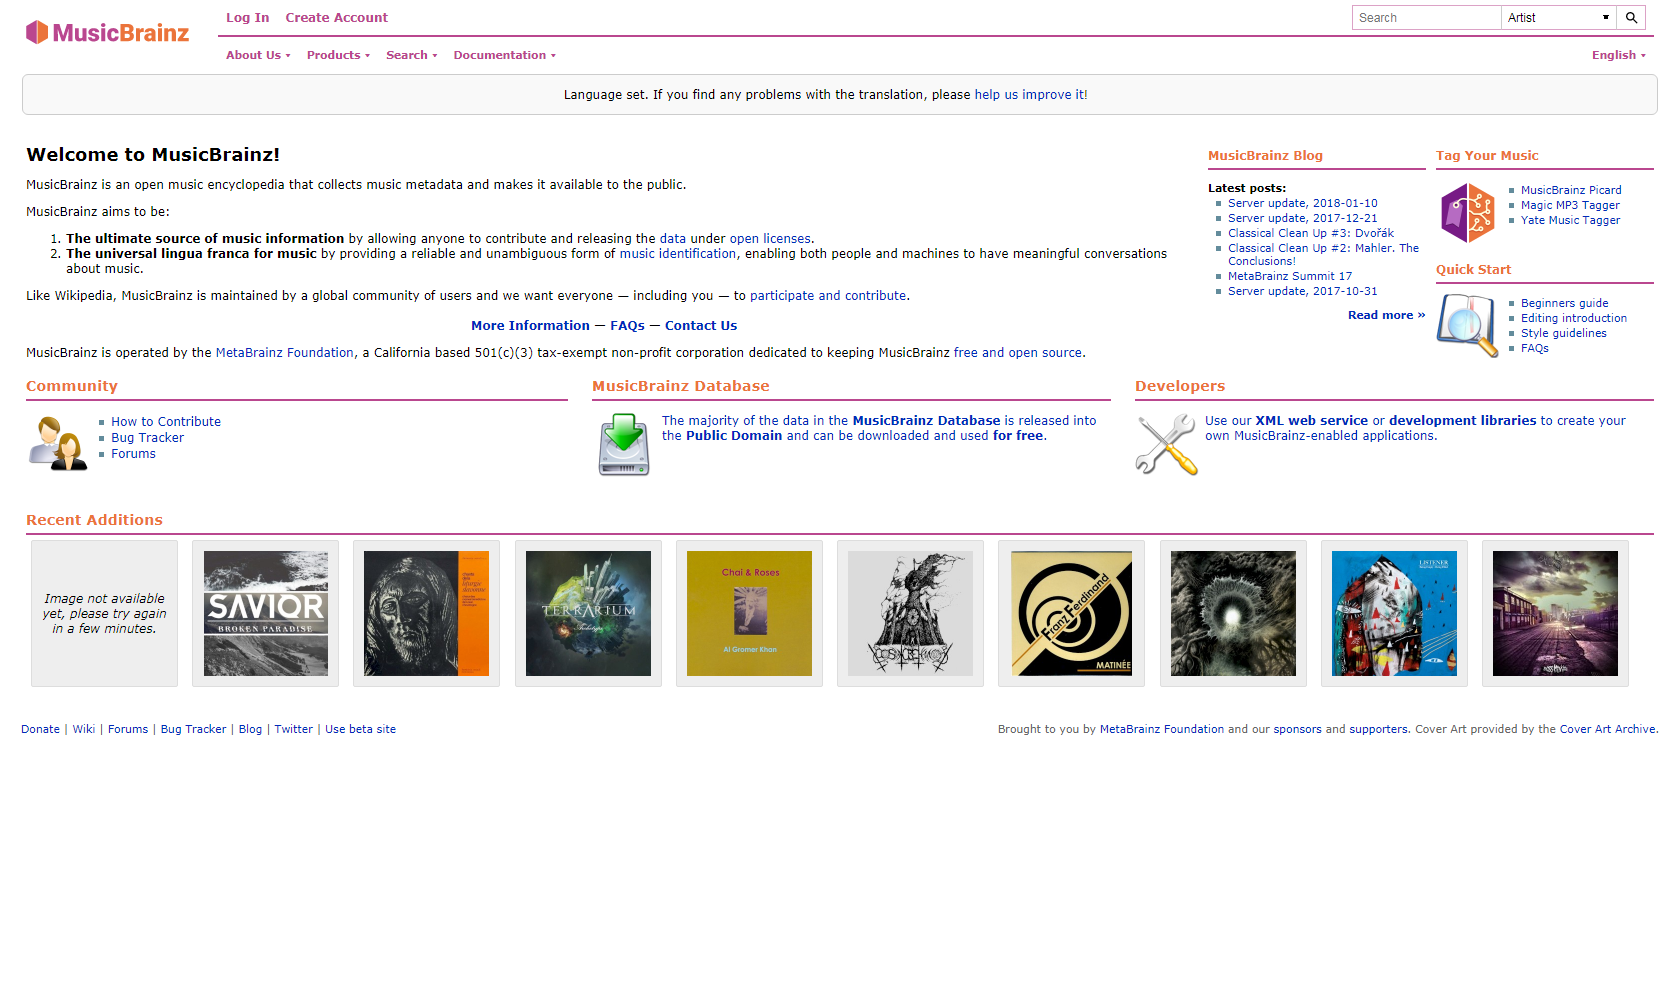 MusicBrainz
Log In Create Account
Search Artist
About Us Products Search Documentation
English
Language set. If you find any problems with the translation, please help us improve it!
Welcome to MusicBrainz!
MusicBrainz is an open music encyclopedia that collects music metadata and makes it available to the public.
MusicBrainz aims to be:
1. The ultimate source of music information by allowing anyone to contribute and releasing the data under open licenses.
2. The universal lingua franca for music by providing a reliable and unambiguous form of music identification, enabling both people and machines to have meaningful conversations
about music.
Like Wikipedia, MusicBrainz is maintained by a global community of users and we want everyone — including you — to participate and contribute.
More Information — FAQs — Contact Us
MusicBrainz is operated by the MetaBrainz Foundation, a California based 501(c)(3) tax-exempt non-profit corporation dedicated to keeping MusicBrainz free and open source.
MusicBrainz Blog
Latest posts:
Server update, 2018-01-10
Server update, 2017-12-21
Classical Clean Up #3: Dvořák
Classical Clean Up #2: Mahler. The
Conclusions!
MetaBrainz Summit 17
Server update, 2017-10-31
Read more »
Tag Your Music
MusicBrainz Picard
Magic MP3 Tagger
Yate Music Tagger
Quick Start
Beginners guide
Editing introduction
Style guidelines
FAQs
Community
How to Contribute
Bug Tracker
Forums
MusicBrainz Database
The majority of the data in the MusicBrainz Database is released into
the Public Domain and can be downloaded and used for free.
Developers
Use our XML web service or development libraries to create your
own MusicBrainz-enabled applications.
Recent Additions
Image not available
yet, please try again
in a few minutes.
SAVIOR
BROKEN PARADISE
TERRARIUM
Chai & Roses
Al Gromer Khan
Franz Ferdinand
MATINÉE
LISTENER
Donate | Wiki | Forums | Bug Tracker | Blog | Twitter | Use beta site
Brought to you by MetaBrainz Foundation and our sponsors and supporters. Cover Art provided by the Cover Art Archive.